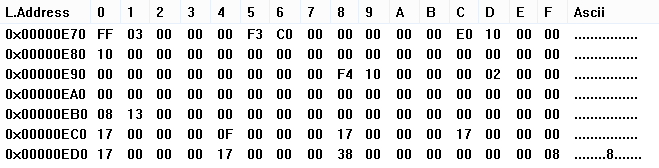 L.Address 0 1 2 3 4 5 6 7 8 9 A B C D E F Ascii
0x00000E70 FF 03 00 00 00 F3 C0 00 00 00 00 00 E0 10 00 00 ................
0x00000E80 10 00 00 00 00 00 00 00 00 00 00 00 00 00 00 00 ................
0x00000E90 00 00 00 00 00 00 00 00 F4 10 00 00 00 02 00 00 ................
0x00000EA0 00 00 00 00 00 00 00 00 00 00 00 00 00 00 00 00 ................
0x00000EB0 08 13 00 00 00 00 00 00 00 00 00 00 00 00 00 00 ................
0x00000EC0 17 00 00 00 0F 00 00 00 17 00 00 00 17 00 00 00 ................
0x00000ED0 17 00 00 00 17 00 00 00 38 00 00 00 00 00 00 08 ........8.......